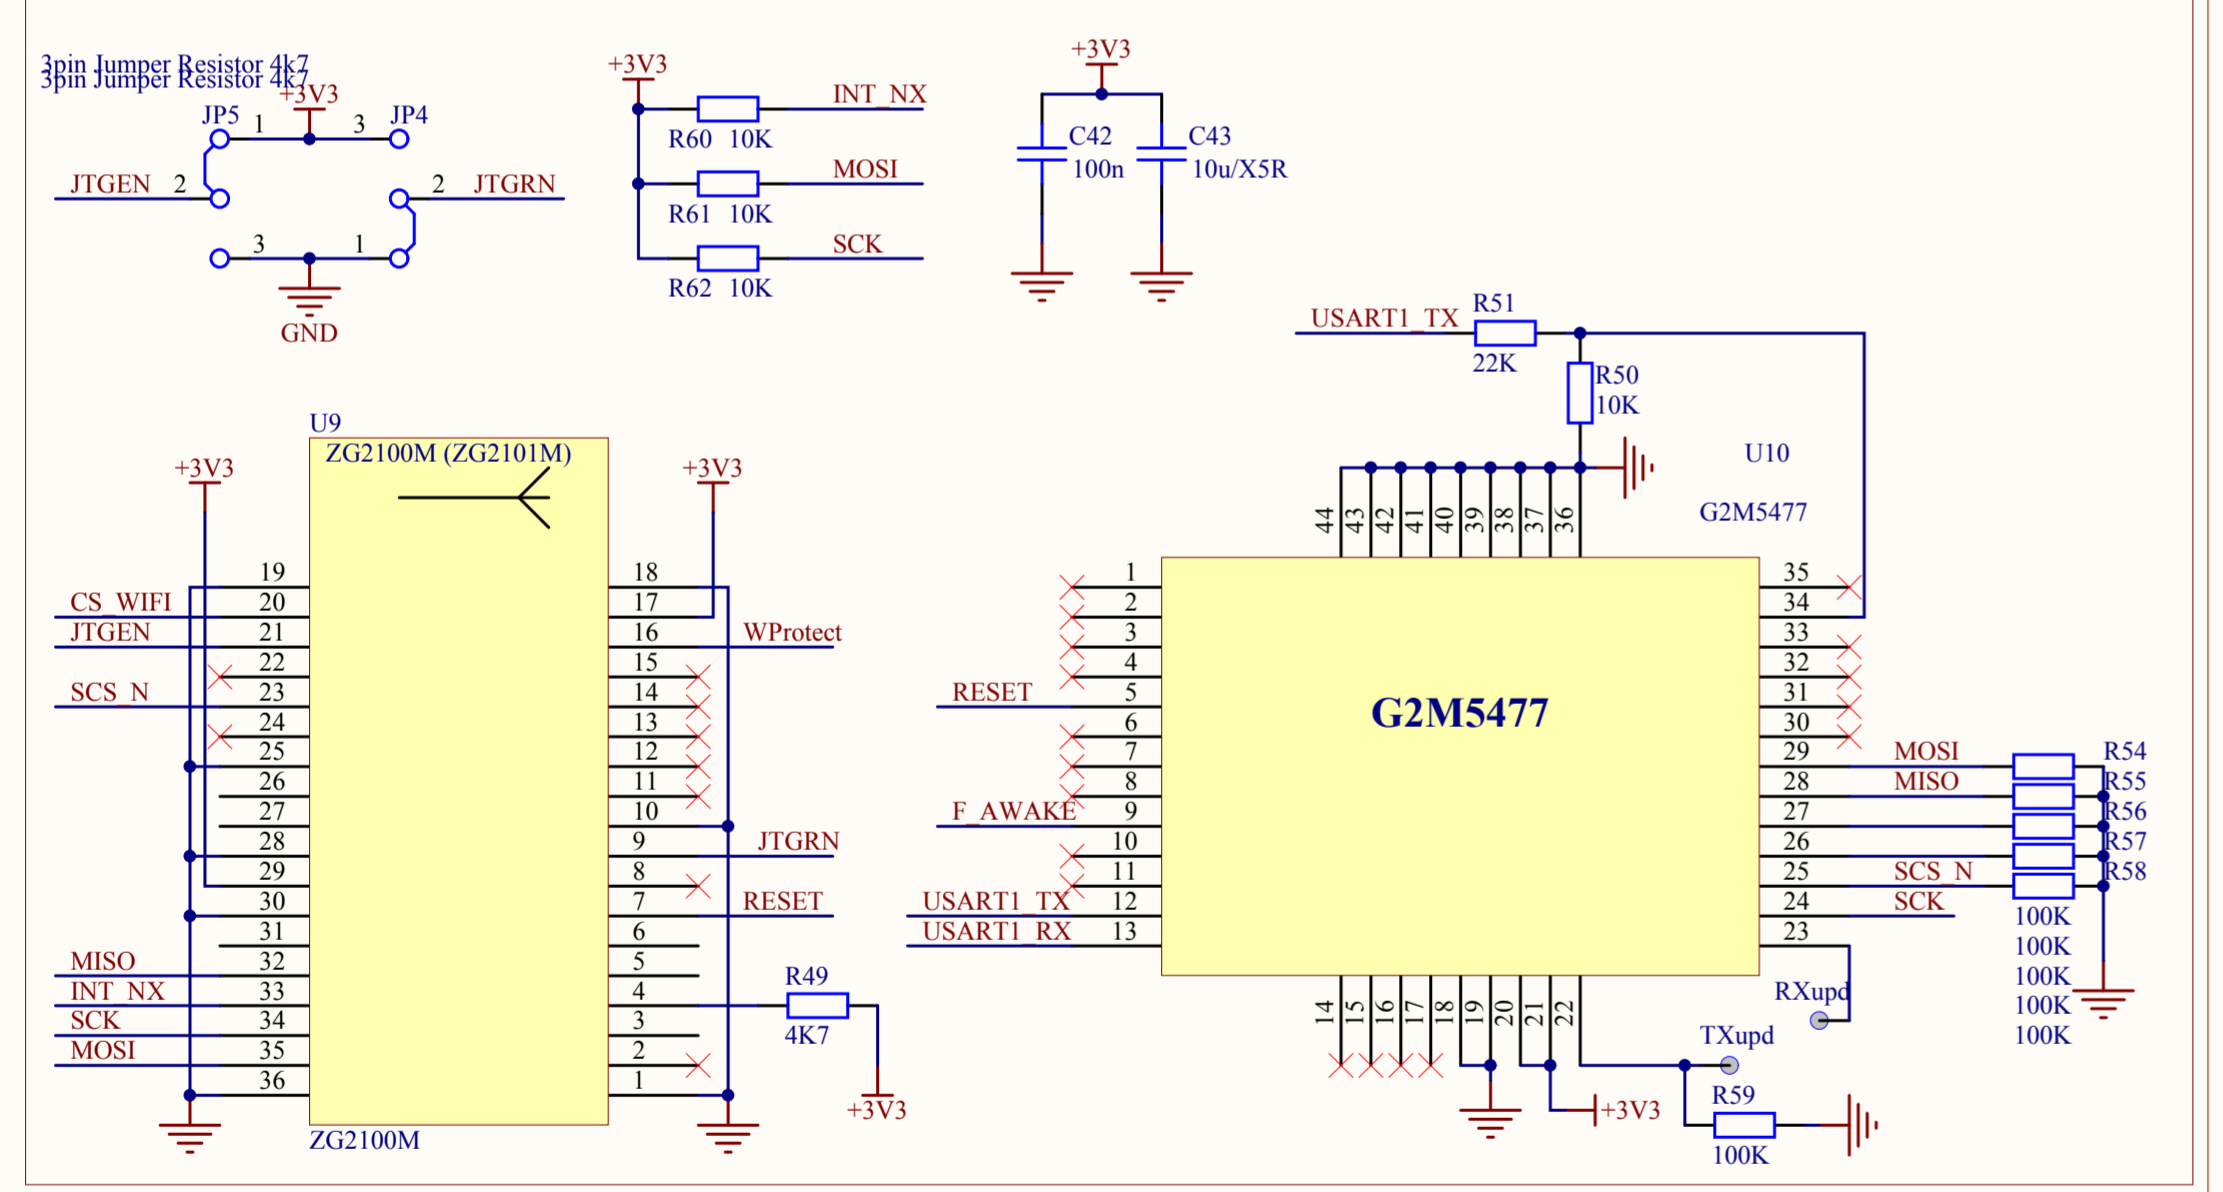 3pin Jumper Resistor 4k7
3pin Jumper Resistor 4k7
+3V3
JP5 1 3 JP4
JTGEN 2 2 JTGRN
3 1
GND
+3V3
INT_NX
R60 10K
MOSI
R61 10K
SCK
R62 10K
+3V3
C42 C43
100n 10u/X5R
USART1_TX R51
22K
R50
10K
U9
ZG2100M (ZG2101M)
+3V3 +3V3
19 18
CS_WIFI 20 17
JTGEN 21 16 WProtect
22 15
SCS_N 23 14
24 13
25 12
26 11
27 10
28 9 JTGRN
29 8
30 7 RESET
31 6
MISO 32 5
INT_NX 33 4 R49
SCK 34 3 4K7
MOSI 35 2
36 1
+3V3
ZG2100M
U10
G2M5477
44 43 42 41 40 39 38 37 36
1 35
2 34
3 33
4 32
RESET 5 31
6 30
7 29 MOSI R54
8 28 MISO R55
F_AWAKE 9 27 R56
10 26 R57
11 25 SCS_N R58
USART1_TX 12 24 SCK
USART1_RX 13 23
G2M5477
100K
100K
100K
100K
100K
14 15 16 17 18 19 20 21 22
RXupd
TXupd
R59
+3V3
100K